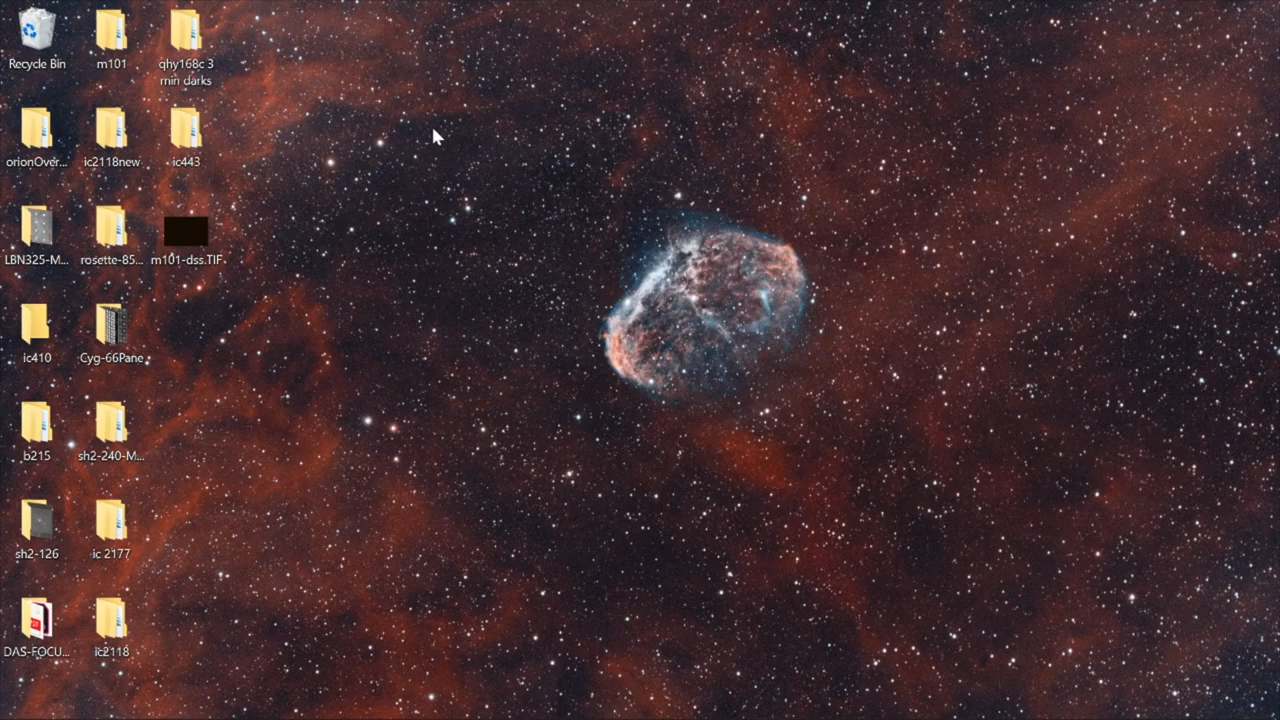 Recycle Bin
m101
qhy168c 3
min darks
orionOver...
ic2118new
ic443
LBN325-M...
rosette-85...
m101-dss.TIF
ic410
Cyg-66Pane
b215
sh2-240-M...
sh2-126
ic 2177
DAS-FOCU...
ic2118